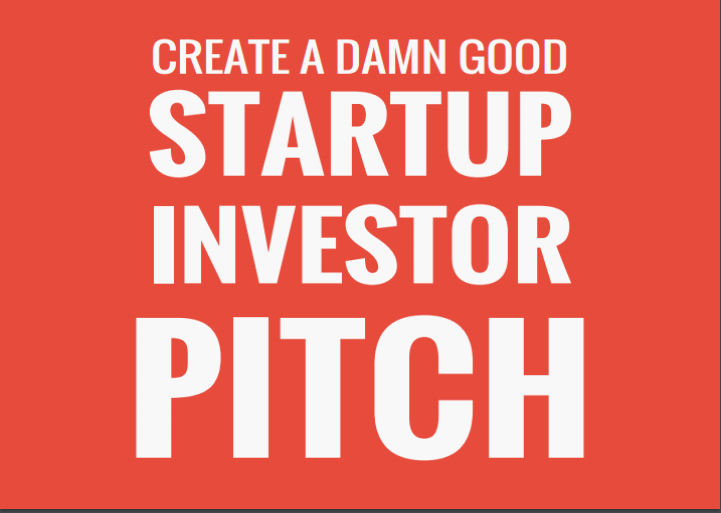 CREATE A DAMN GOOD
STARTUP
INVESTOR
PITCH